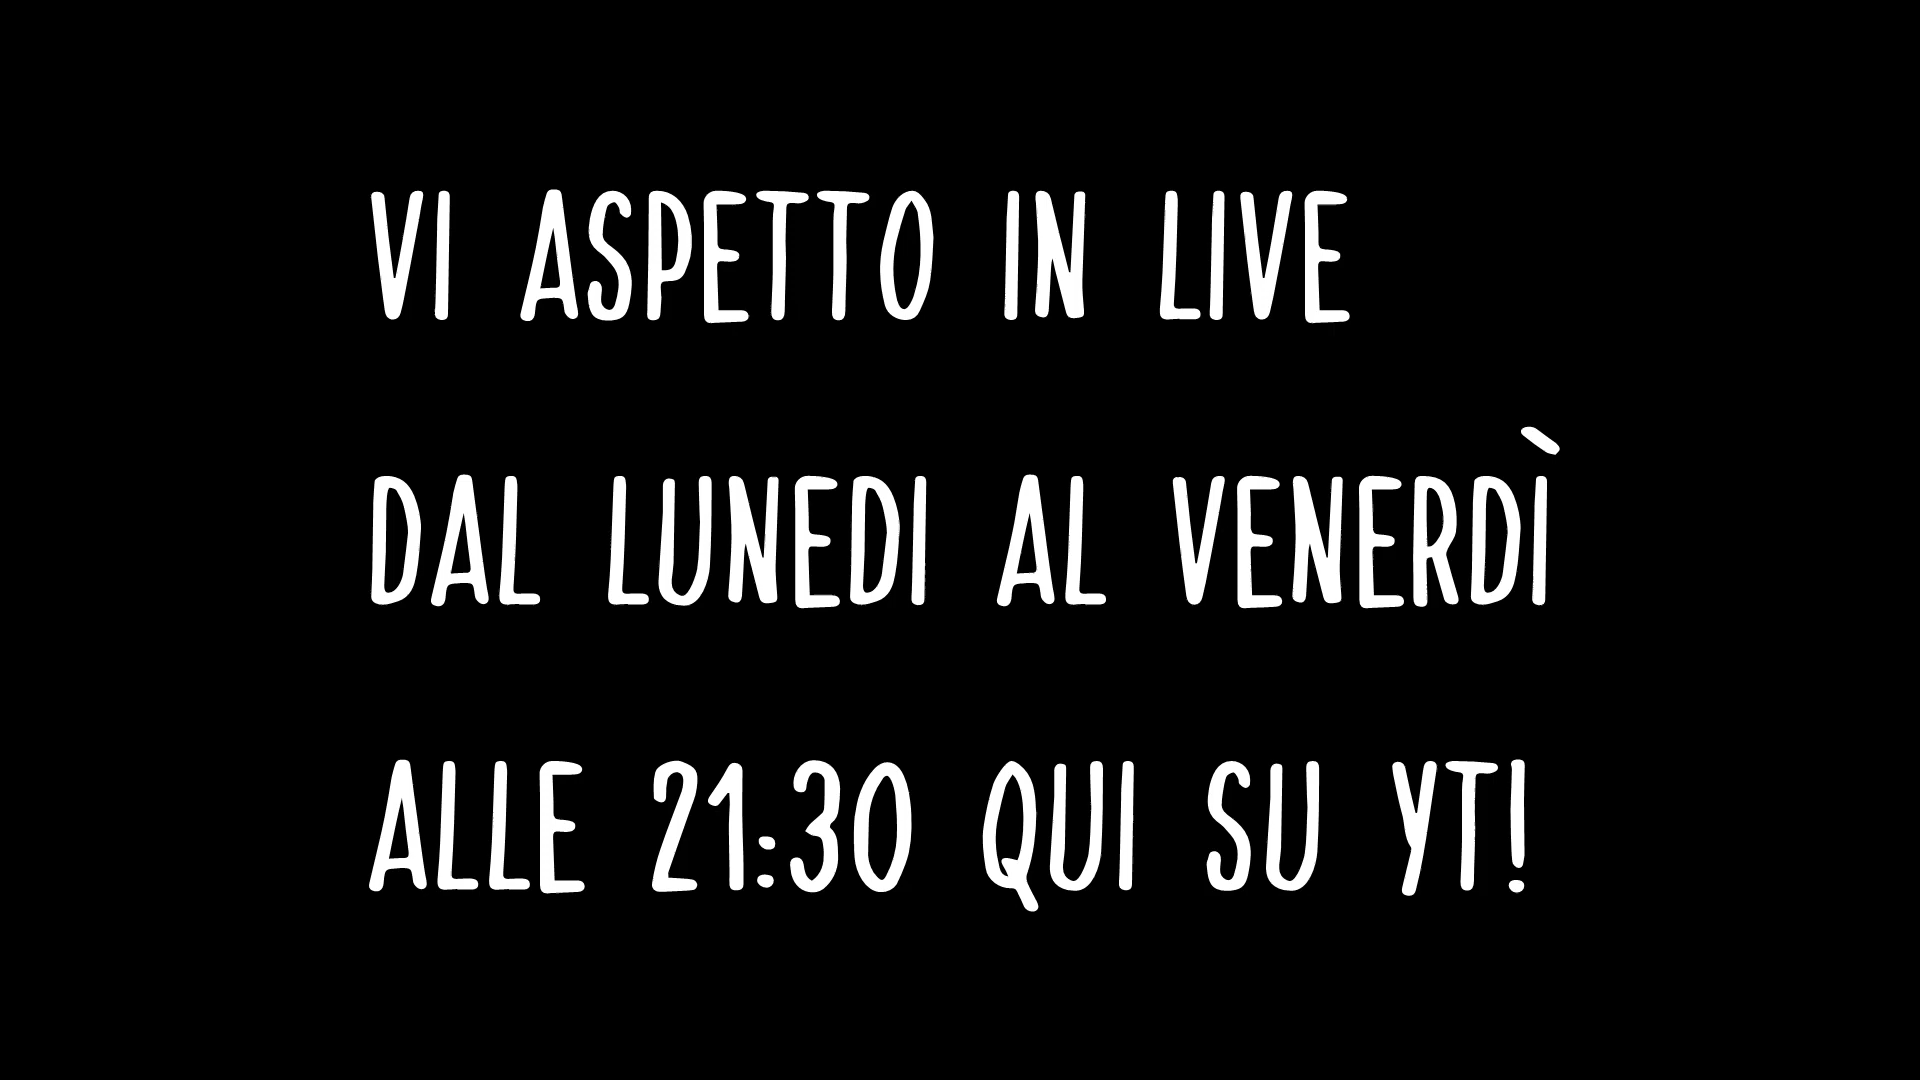 VI ASPETTO IN LIVE
DAL LUNEDI AL VENERDÌ
ALLE 21:30 QUI SU YT!